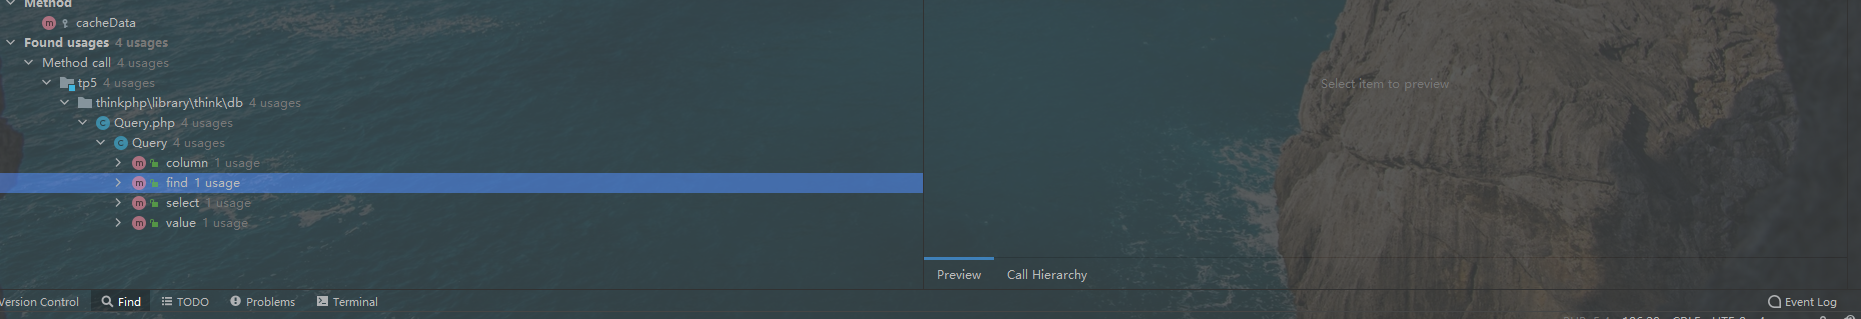 Method
m cacheData
Found usages 4 usages
Method call 4 usages
tp5 4 usages
thinkphp\library\think\db 4 usages
C Query.php 4 usages
C Query 4 usages
m column 1 usage
m find 1 usage
m select 1 usage
m value 1 usage
Select item to preview
Preview Call Hierarchy
Version Control Find TODO Problems Terminal Event Log